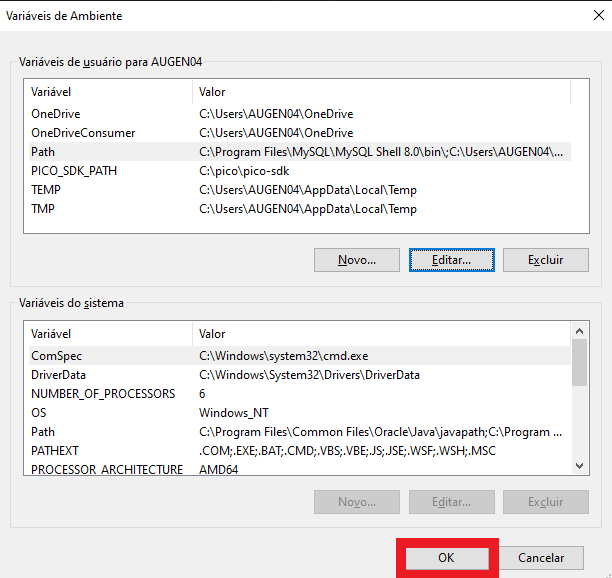 Variáveis de Ambiente
Variáveis de usuário para AUGEN04
Variável Valor
OneDrive C:\Users\AUGEN04\OneDrive
OneDriveConsumer C:\Users\AUGEN04\OneDrive
Path C:\Program Files\MySQL\MySQL Shell 8.0\bin\;C:\Users\AUGEN04\...
PICO_SDK_PATH C:\pico\pico-sdk
TEMP C:\Users\AUGEN04\AppData\Local\Temp
TMP C:\Users\AUGEN04\AppData\Local\Temp
Novo... Editar... Excluir
Variáveis do sistema
Variável Valor
ComSpec C:\Windows\system32\cmd.exe
DriverData C:\Windows\System32\Drivers\DriverData
NUMBER_OF_PROCESSORS 6
OS Windows_NT
Path C:\Program Files\Common Files\Oracle\Java\javapath;C:\Program ...
PATHEXT .COM;.EXE;.BAT;.CMD;.VBS;.VBE;.JS;.JSE;.WSF;.WSH;.MSC
PROCESSOR_ARCHITECTURE AMD64
Novo... Editar... Excluir
OK Cancelar